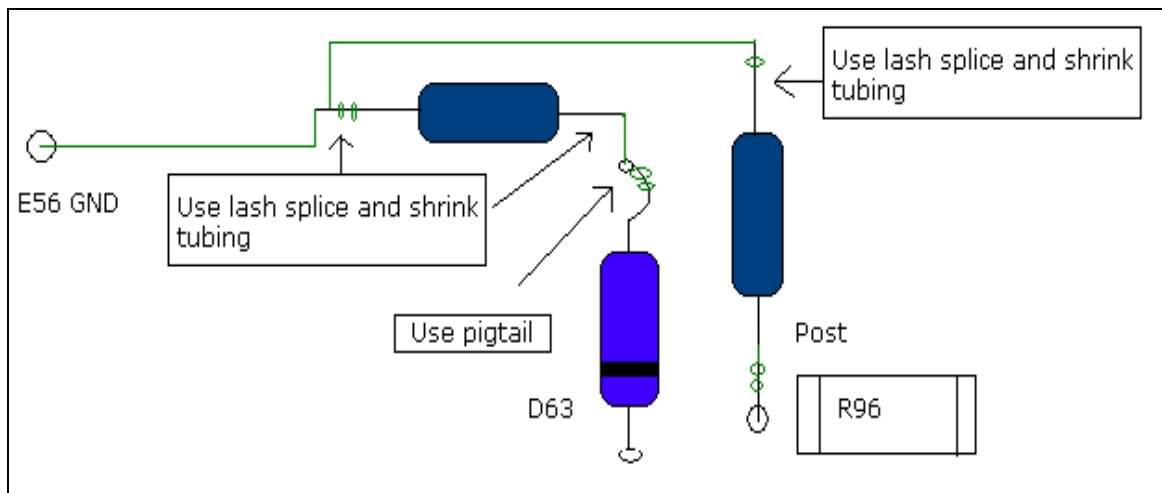 Use lash splice and shrink
tubing
E56 GND
Use lash splice and shrink
tubing
Use pigtail
Post
D63
R96